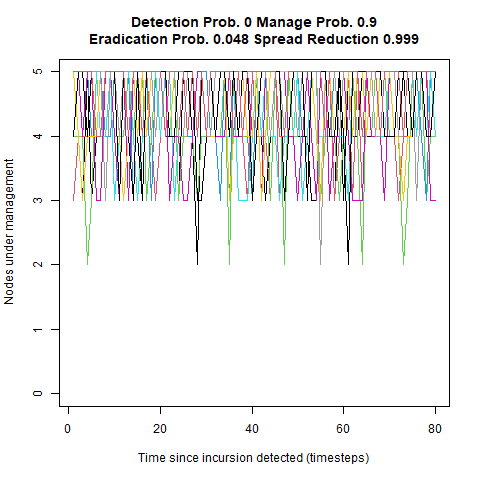 Detection Prob. 0 Manage Prob. 0.9
Eradication Prob. 0.048 Spread Reduction 0.999
Nodes under management
5
4
3
2
1
0
0 20 40 60 80
Time since incursion detected (timesteps)